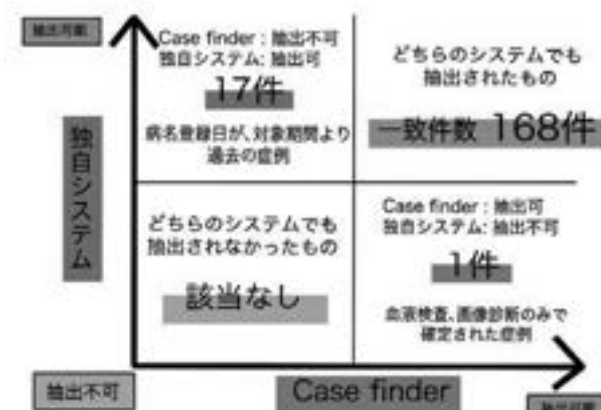 抽出可能
Case finder : 抽出不可
独自システム: 抽出可
17件
病名登録日が、対象期間より
過去の症例
どちらのシステムでも
抽出されたもの
一致件数 168件
独自システム
どちらのシステムでも
抽出されなかったもの
該当なし
Case finder : 抽出可
独自システム: 抽出不可
1件
血液検査、画像診断のみで
確定された症例
抽出不可
Case finder
抽出可能